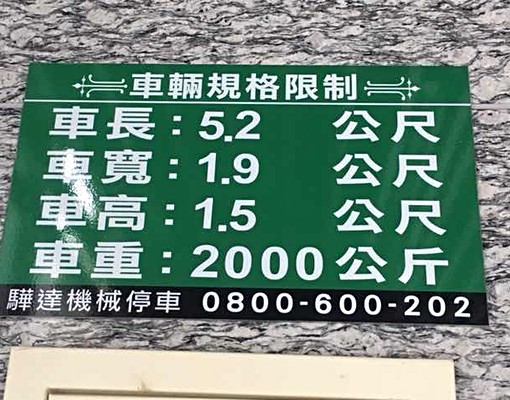 車輛規格限制
車長：5.2 公尺
車寬：1.9 公尺
車高：1.5 公尺
車重：2000公斤
驊達機械停車 0800-600-202